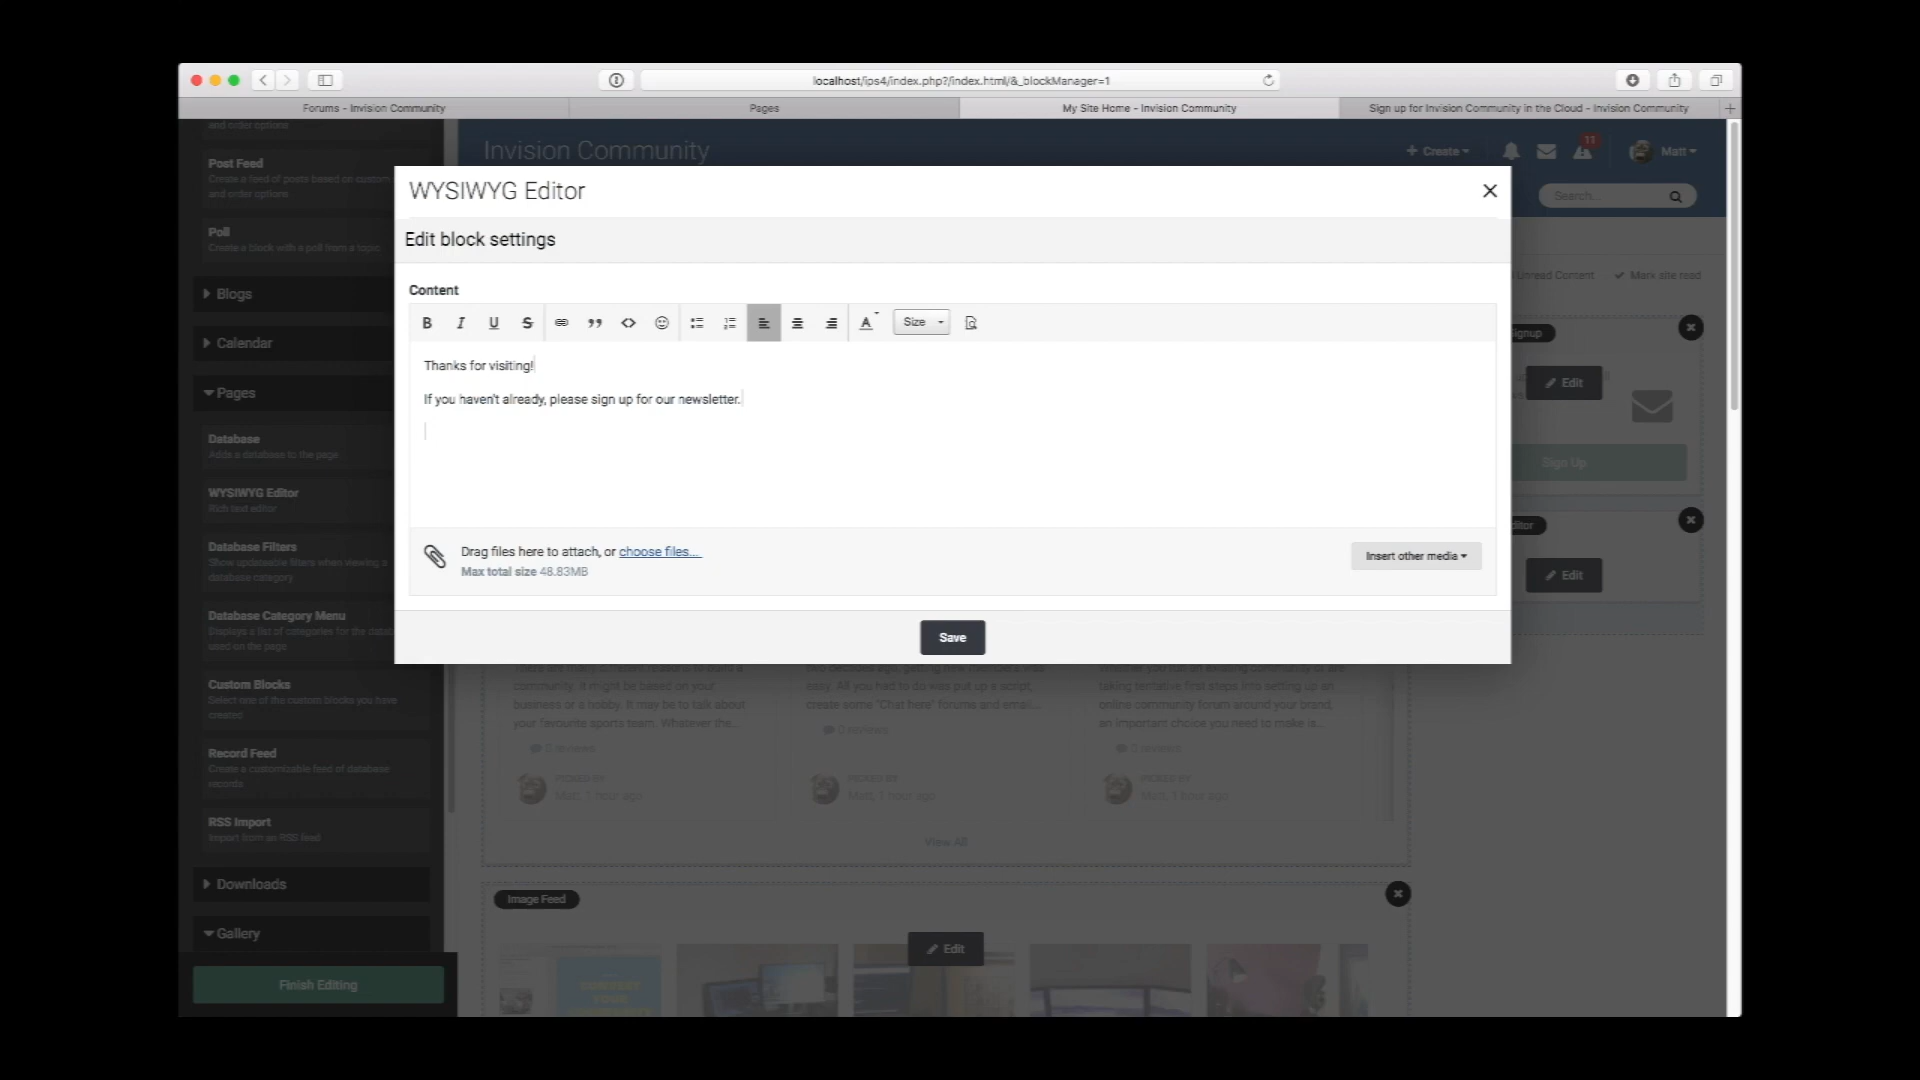 localhost/ips4/index.php?/index.html/&_blockManager=1
Forums - Invision Community
Pages
My Site Home - Invision Community
Sign up for Invision Community in the Cloud - Invision Community
and order options
Post Feed
Create a feed of posts based on custom
and order options
Poll
Create a block with a poll from a topic
Blogs
Calendar
Pages
Database
Adds a database to the page
WYSIWYG Editor
Rich text editor
Database Filters
Show updateable filters when viewing a
database category
Database Category Menu
Displays a list of categories for the datab
used on the page
Custom Blocks
Select one of the custom blocks you have
created
Record Feed
Create a customizable feed of database
records
RSS Import
Import from an RSS feed
Downloads
Gallery
Finish Editing
Invision Community
Create
11
Matt
Search...
Unread Content
Mark site read
WYSIWYG Editor
Edit block settings
Content
B I U S
A
Size
Thanks for visiting!
If you haven't already, please sign up for our newsletter.
Drag files here to attach, or choose files...
Max total size 48.83MB
Insert other media
Save
Signup
Edit
Sign Up
Editor
Edit
community. It might be based on your
business or a hobby. It may be to talk about
your favourite sports team. Whatever the...
0 reviews
PICKED BY
Matt, 1 hour ago
two decades ago, getting new members was
easy. All you had to do was put up a script,
create some "Chat here" forums and email...
0 reviews
PICKED BY
Matt, 1 hour ago
taking tentative first steps into setting up an
online community forum around your brand,
an important choice you need to make is...
0 reviews
PICKED BY
Matt, 1 hour ago
View All
Image Feed
Edit